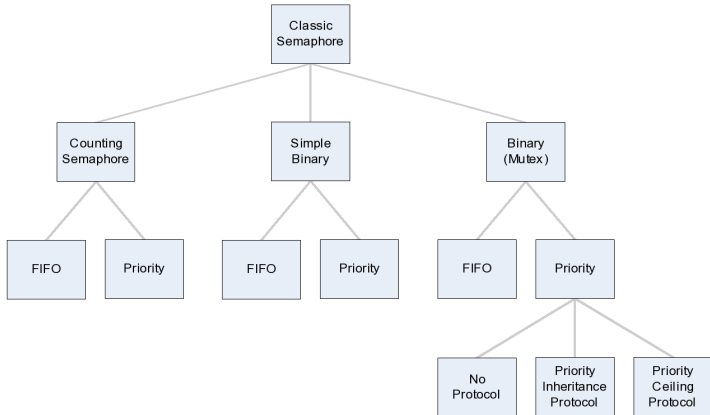 Classic
Semaphore
Counting
Semaphore
Simple
Binary
Binary
(Mutex)
FIFO
Priority
FIFO
Priority
FIFO
Priority
No
Protocol
Priority
Inheritance
Protocol
Priority
Ceiling
Protocol